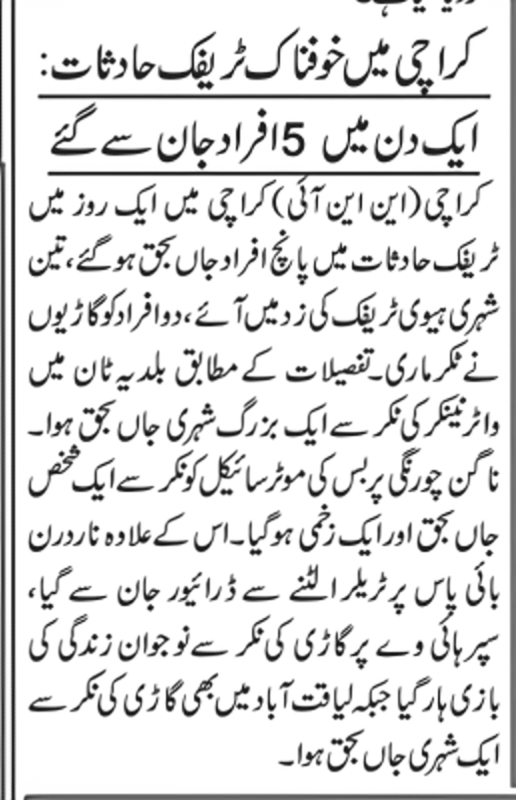 کراچی میں خوفناک ٹریفک حادثات:
ایک دن میں 5 افراد جان سے گئے
کراچی (این این آئی) کراچی میں ایک روز میں
ٹریفک حادثات میں پانچ افراد جاں بحق ہو گئے، تین
شہری ہیوی ٹریفک کی زد میں آئے، دو افراد کو گاڑیوں
نے ٹکر ماری۔ تفصیلات کے مطابق بلدیہ ٹان میں
واٹر ٹینکر کی ٹکر سے ایک بزرگ شہری جاں بحق ہوا۔
ناگن چورنگی پر بس کی موٹر سائیکل کو ٹکر سے ایک شخص
جاں بحق اور ایک زخمی ہو گیا۔ اس کے علاوہ ناردرن
بائی پاس پر ٹریلر الٹنے سے ڈرائیور جان سے گیا،
سپر ہائی وے پر گاڑی کی ٹکر سے نوجوان زندگی کی
بازی ہار گیا جبکہ لیاقت آباد میں بھی گاڑی کی ٹکر سے
ایک شہری جاں بحق ہوا۔